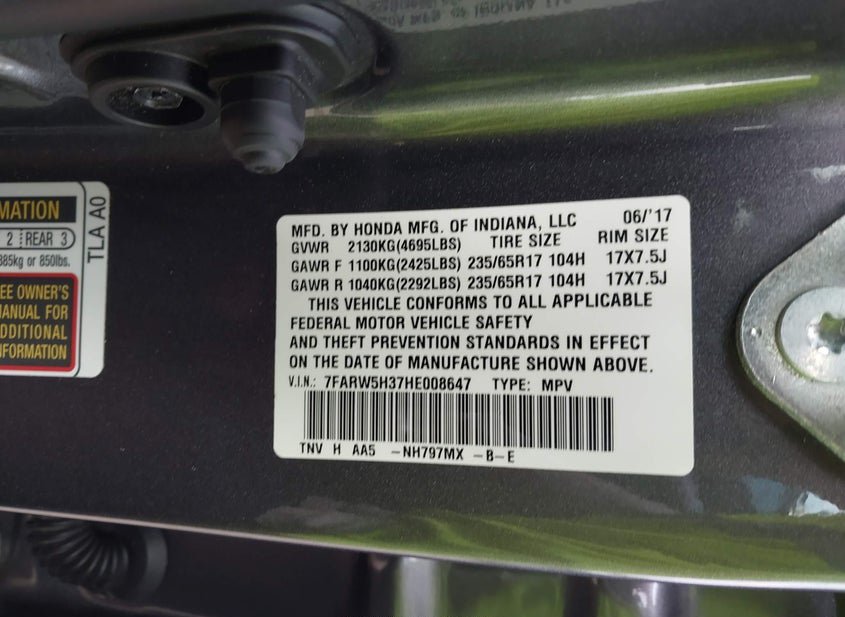 MATION
2 REAR 3
385kg or 850lbs.
EE OWNER'S
MANUAL FOR
ADDITIONAL
INFORMATION
TLA A0
MFD. BY HONDA MFG. OF INDIANA, LLC 06/'17
GVWR 2130KG(4695LBS) TIRE SIZE RIM SIZE
GAWR F 1100KG(2425LBS) 235/65R17 104H 17X7.5J
GAWR R 1040KG(2292LBS) 235/65R17 104H 17X7.5J
THIS VEHICLE CONFORMS TO ALL APPLICABLE
FEDERAL MOTOR VEHICLE SAFETY
AND THEFT PREVENTION STANDARDS IN EFFECT
ON THE DATE OF MANUFACTURE SHOWN ABOVE.
V.I.N.: 7FARW5H37HE008647 TYPE: MPV
TNV H AA5 -NH797MX -B-E